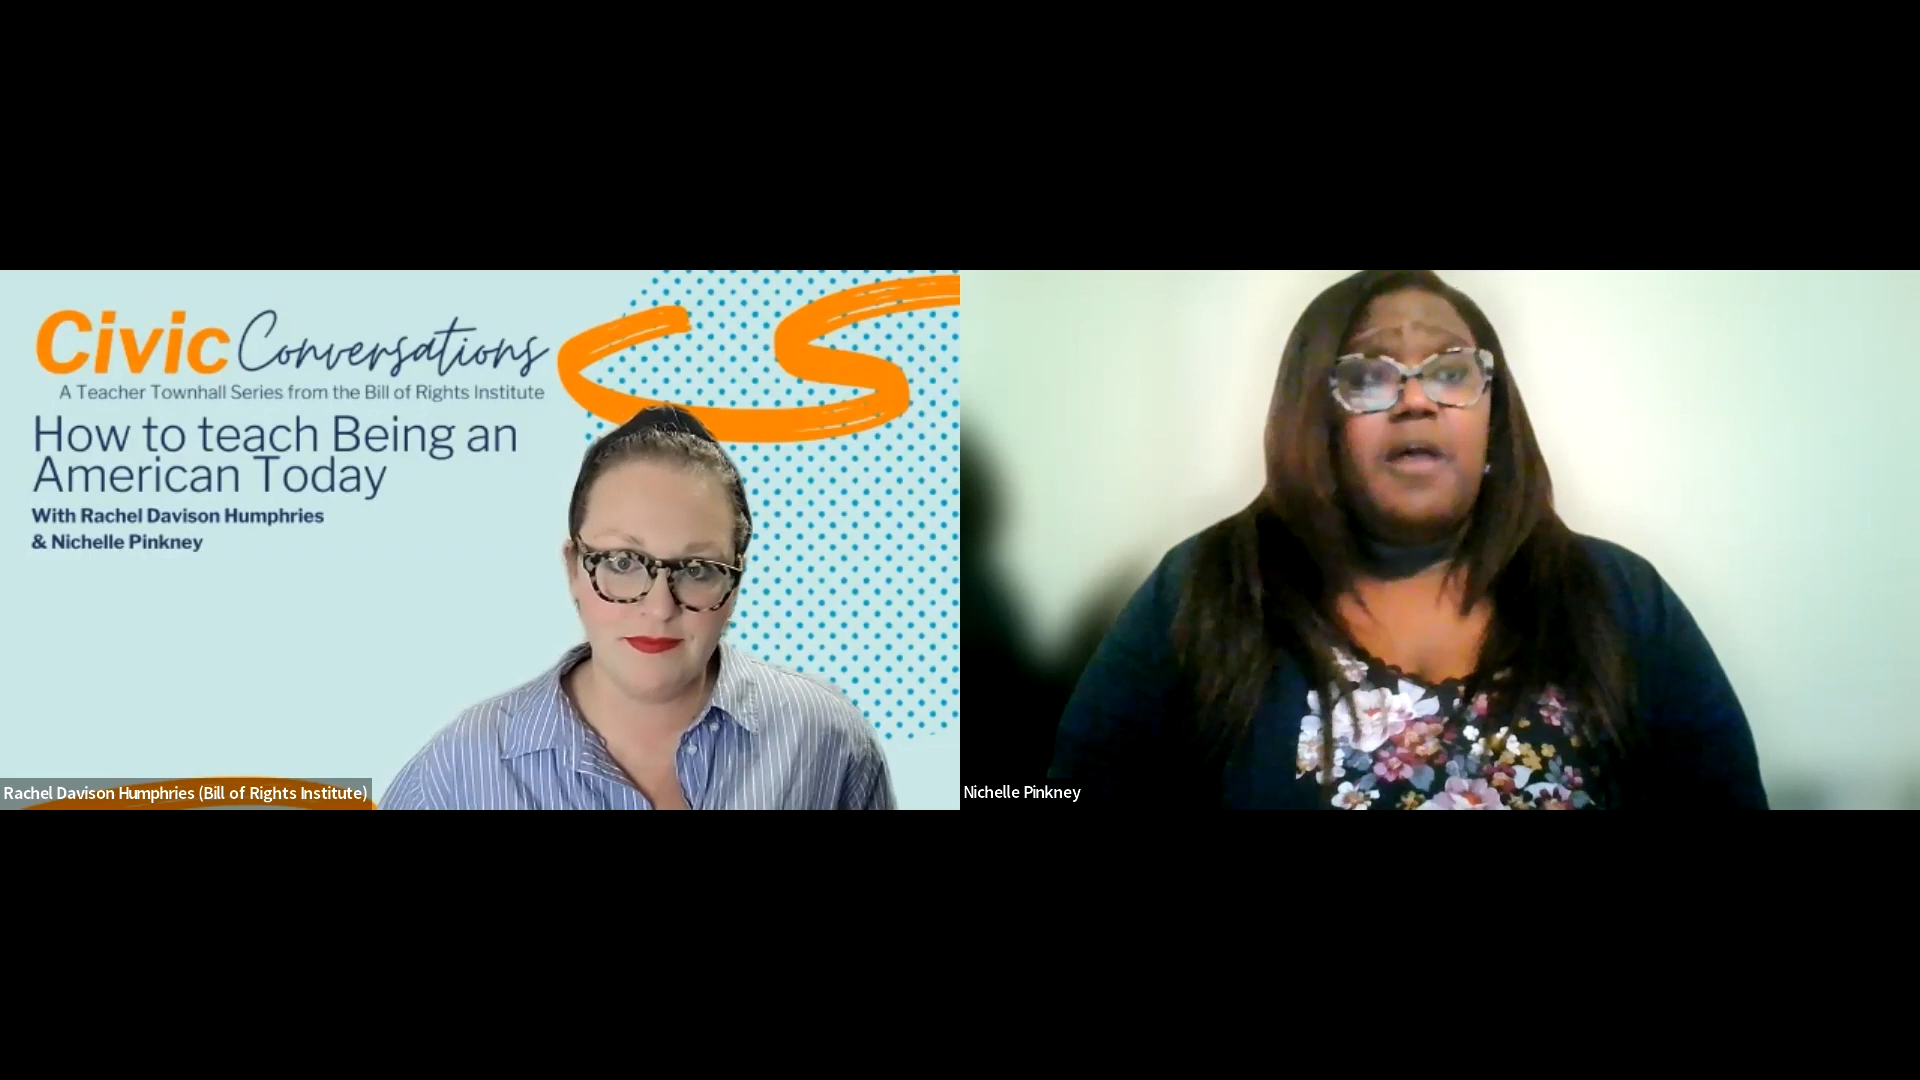 Civic Conversations
A Teacher Townhall Series from the Bill of Rights Institute
How to teach Being an
American Today
With Rachel Davison Humphries
& Nichelle Pinkney
Rachel Davison Humphries (Bill of Rights Institute)
Nichelle Pinkney